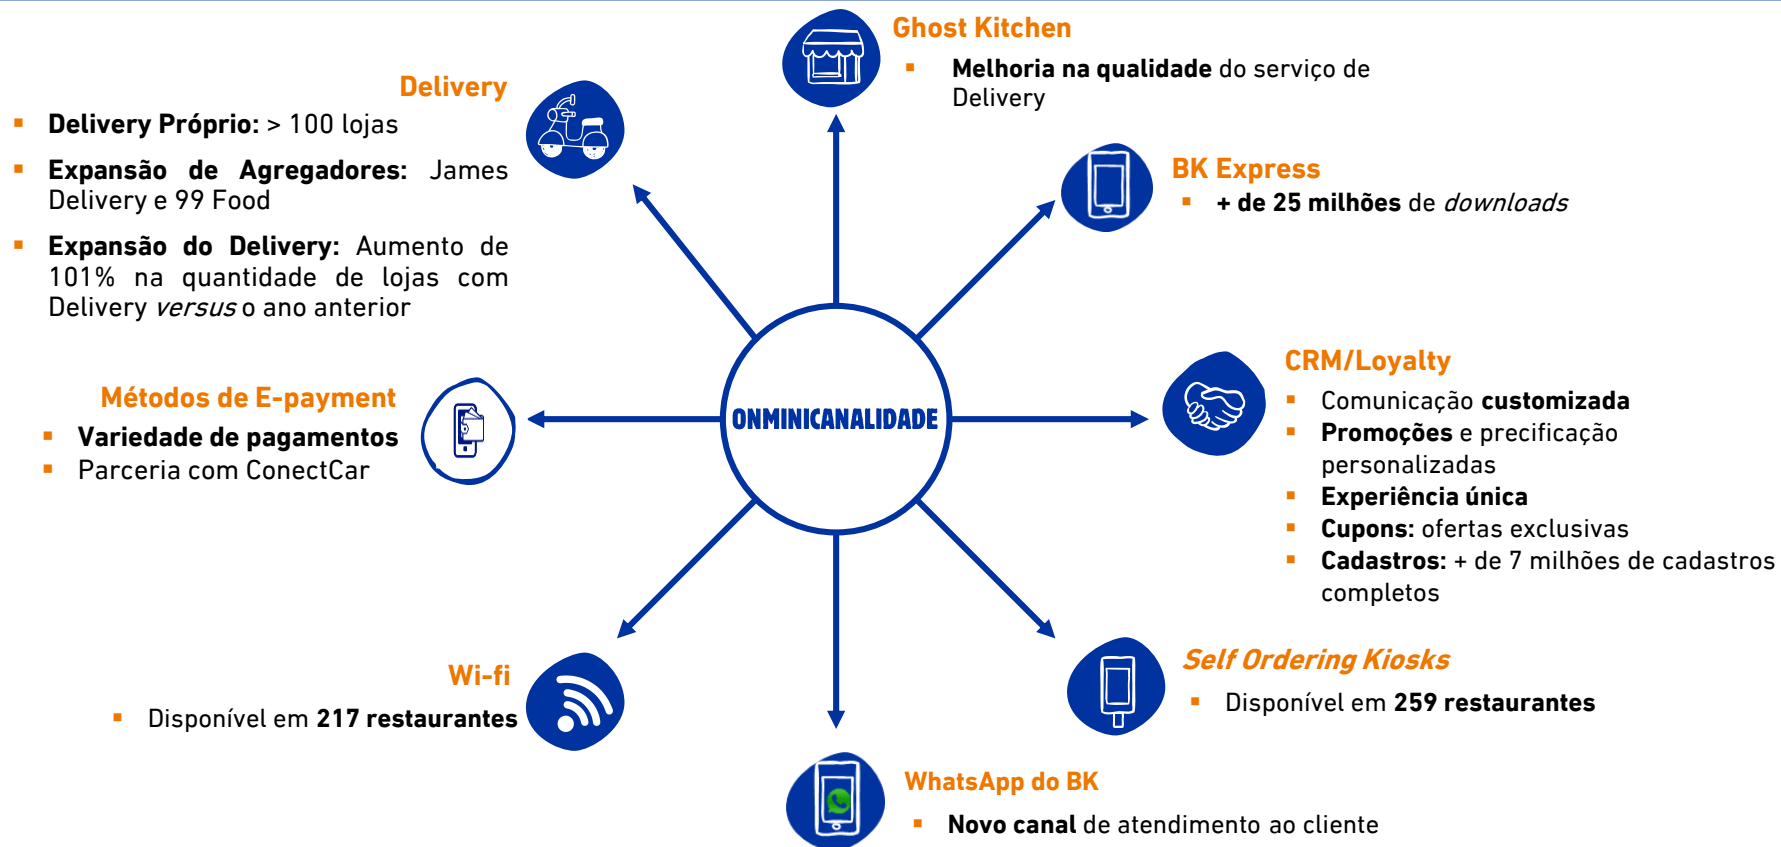 Ghost Kitchen
▪ Melhoria na qualidade do serviço de
Delivery
Delivery
▪ Delivery Próprio: > 100 lojas
▪ Expansão de Agregadores: James
Delivery e 99 Food
▪ Expansão do Delivery: Aumento de
101% na quantidade de lojas com
Delivery versus o ano anterior
BK Express
▪ + de 25 milhões de downloads
Métodos de E-payment
▪ Variedade de pagamentos
▪ Parceria com ConectCar
ONMINICANALIDADE
CRM/Loyalty
▪ Comunicação customizada
▪ Promoções e precificação
personalizadas
▪ Experiência única
▪ Cupons: ofertas exclusivas
▪ Cadastros: + de 7 milhões de cadastros
completos
Wi-fi
▪ Disponível em 217 restaurantes
Self Ordering Kiosks
▪ Disponível em 259 restaurantes
WhatsApp do BK
▪ Novo canal de atendimento ao cliente